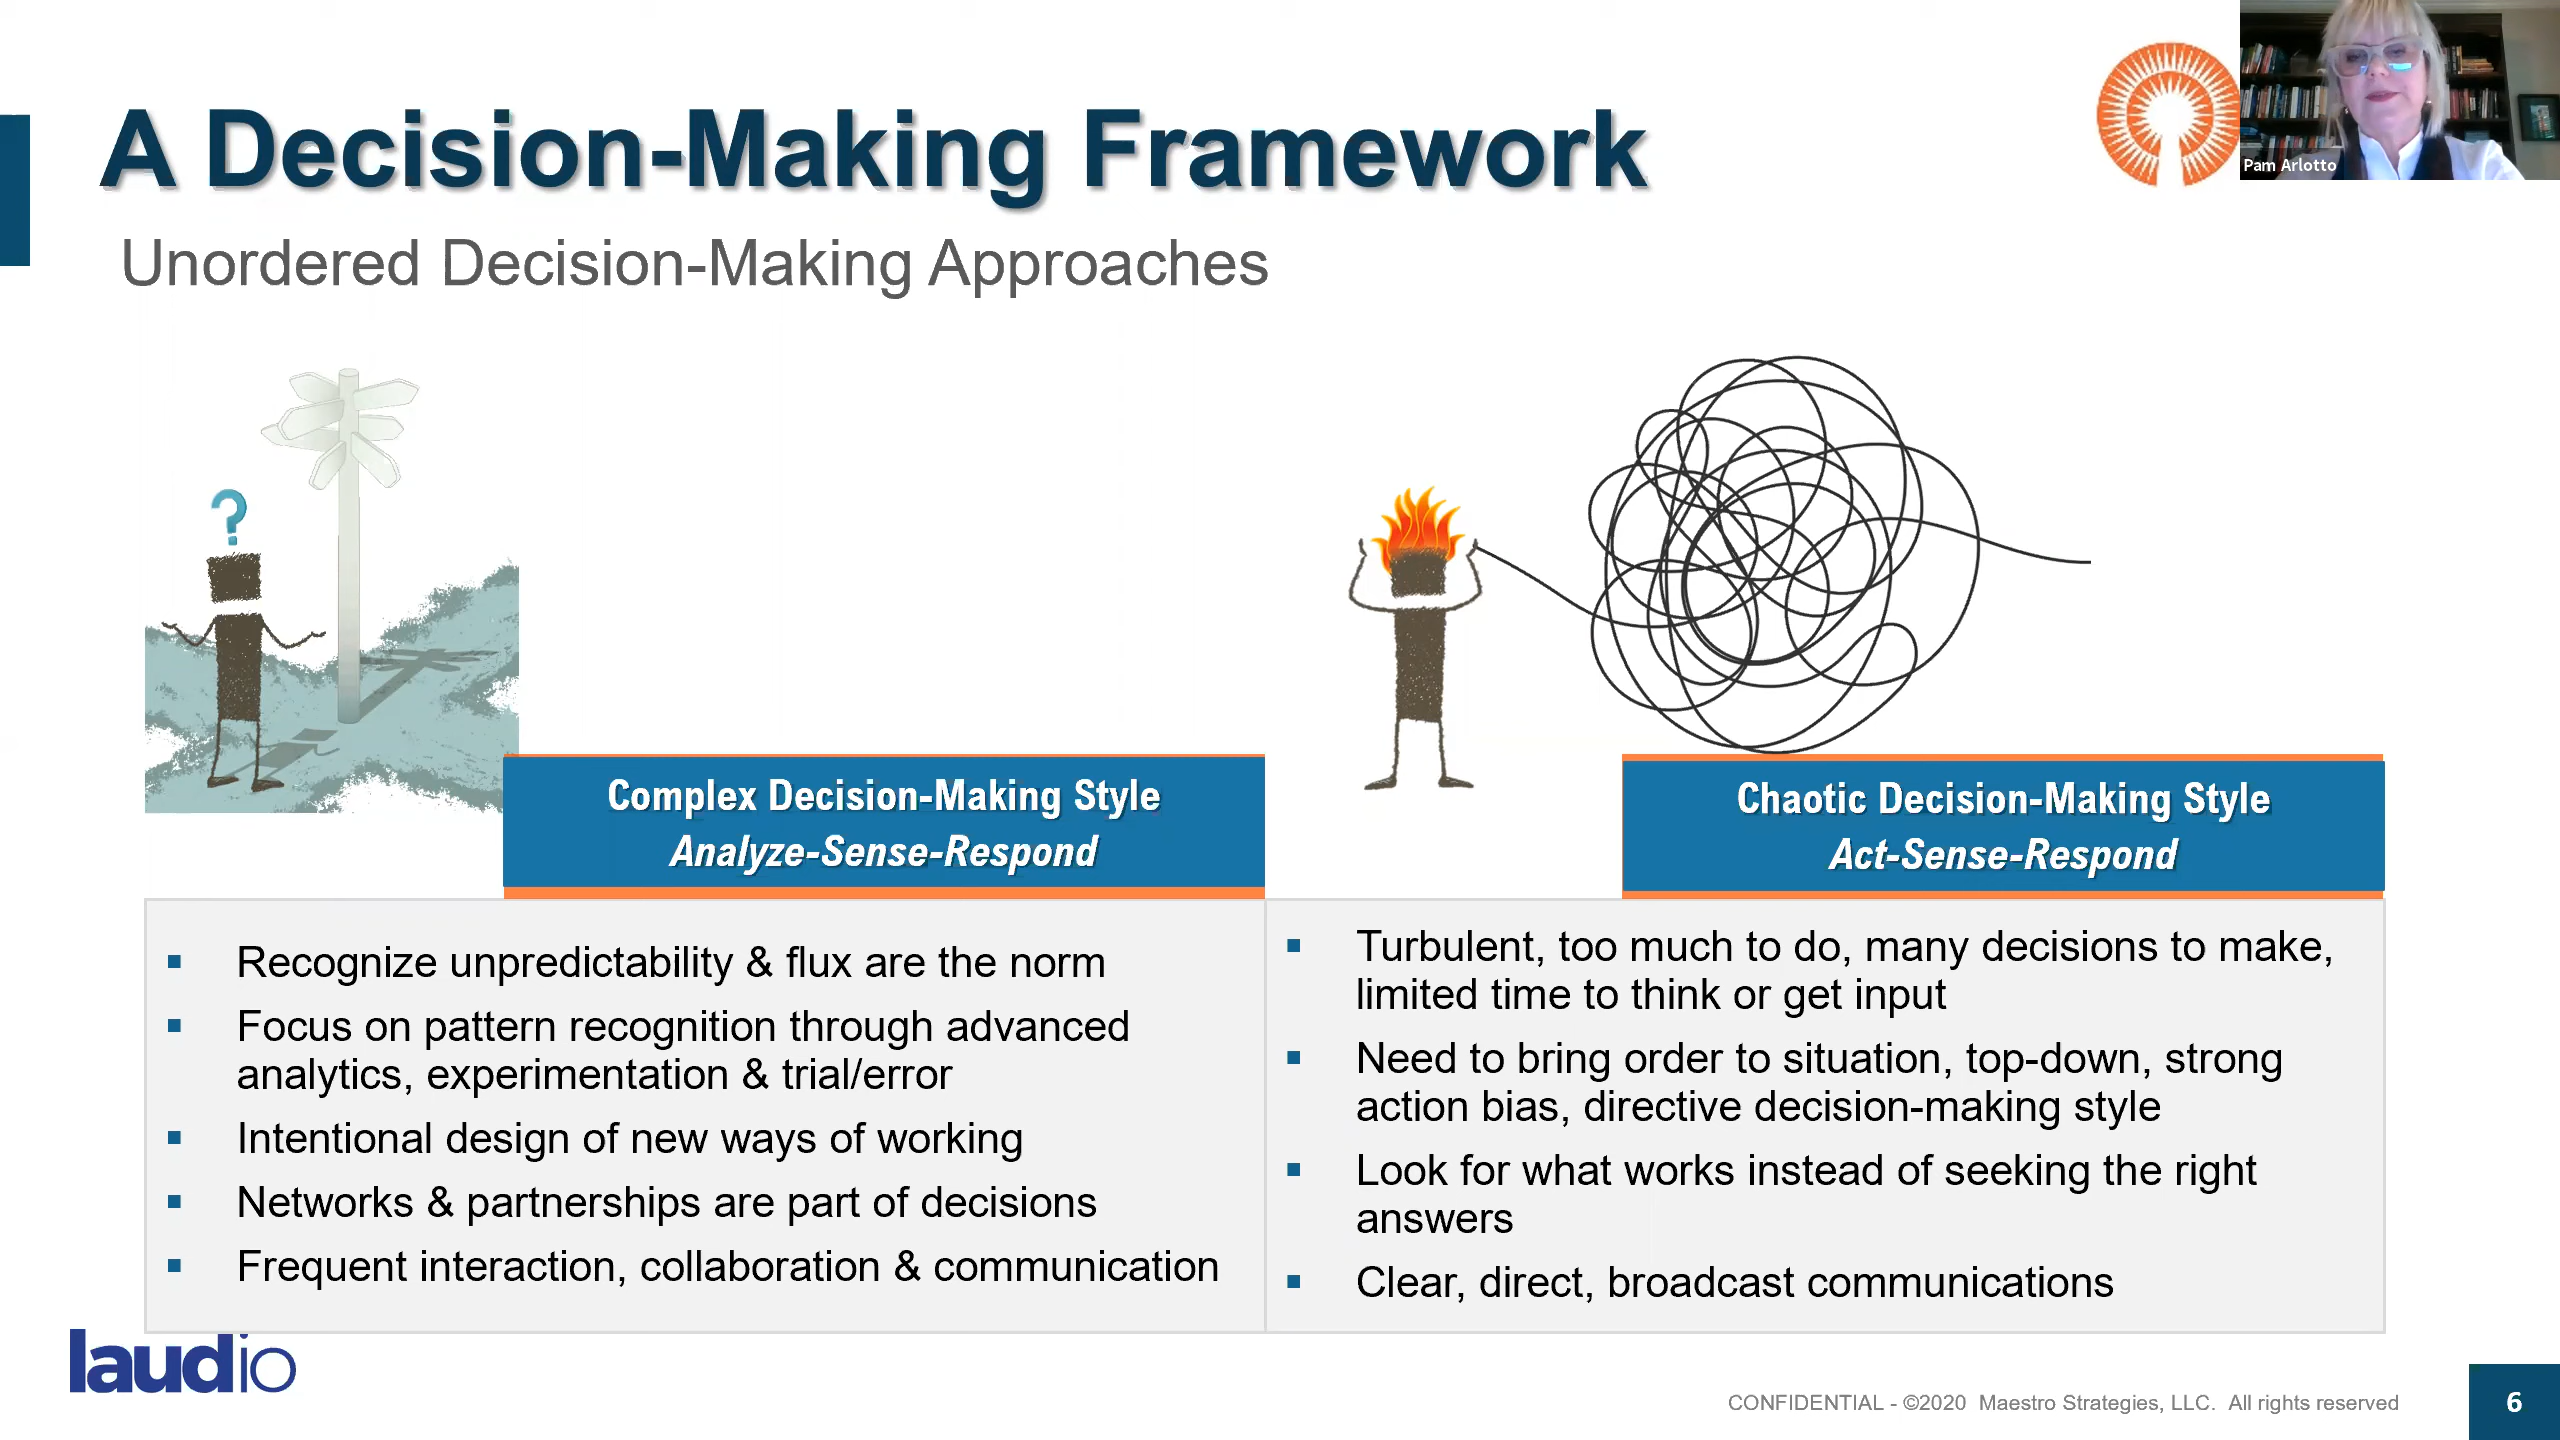 A Decision-Making Framework
Pam Arlotto
Unordered Decision-Making Approaches
?
Complex Decision-Making Style
Analyze-Sense-Respond
Recognize unpredictability & flux are the norm
Focus on pattern recognition through advanced
analytics, experimentation & trial/error
Intentional design of new ways of working
Networks & partnerships are part of decisions
Frequent interaction, collaboration & communication
Chaotic Decision-Making Style
Act-Sense-Respond
Turbulent, too much to do, many decisions to make,
limited time to think or get input
Need to bring order to situation, top-down, strong
action bias, directive decision-making style
Look for what works instead of seeking the right
answers
Clear, direct, broadcast communications
laudio
CONFIDENTIAL - ©2020 Maestro Strategies, LLC. All rights reserved
6